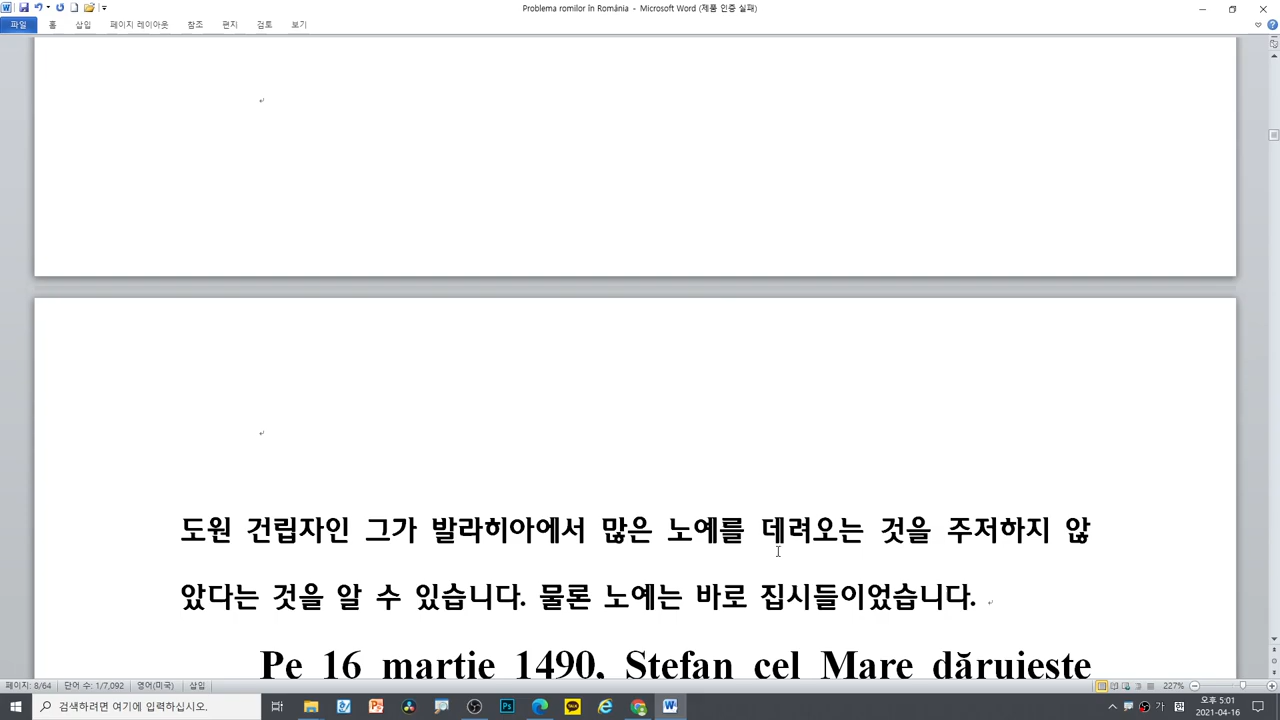 Problema romilor în România - Microsoft Word (제품 인증 실패)
파일 홈 삽입 페이지 레이아웃 참조 편지 검토 보기
도원 건립자인 그가 발라히아에서 많은 노예를 데려오는 것을 주저하지 않
았다는 것을 알 수 있습니다. 물론 노예는 바로 집시들이었습니다.
Pe 16 martie 1490, Stefan cel Mare dăruieste
페이지: 8/64 단어 수: 1/7,092 영어(미국) 삽입 227%
검색하려면 여기에 입력하십시오.
가 漢 오후 5:01
2021-04-16